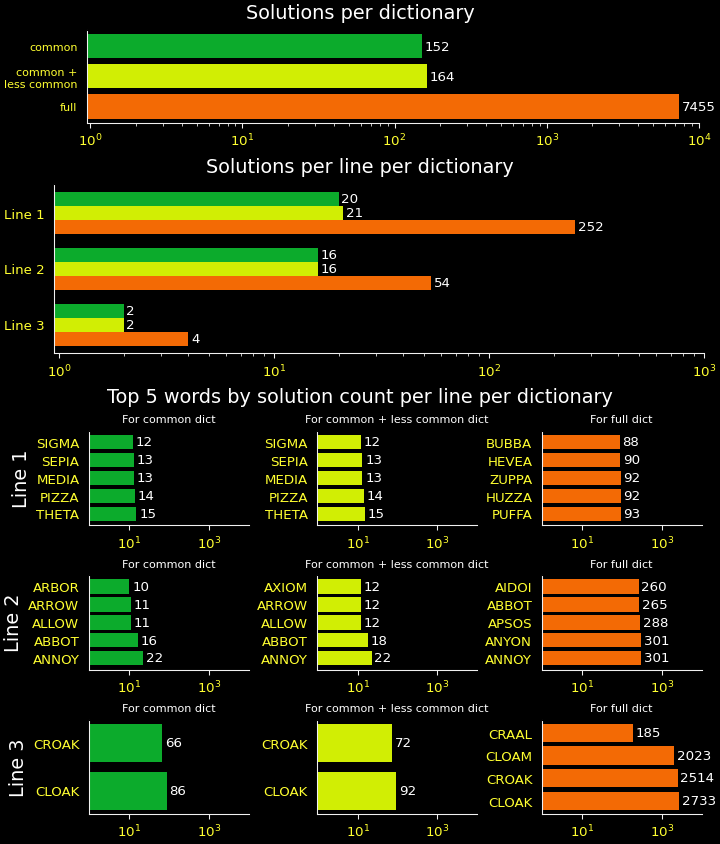 Solutions per dictionary
common 152
common +
less common 164
full 7455
10^0 10^1 10^2 10^3 10^4
Solutions per line per dictionary
Line 1 20
21
252
Line 2 16
16
54
Line 3 2
2
4
10^0 10^1 10^2 10^3
Top 5 words by solution count per line per dictionary
Line 1
For common dict
SIGMA 12
SEPIA 13
MEDIA 13
PIZZA 14
THETA 15
10^1 10^3
For common + less common dict
SIGMA 12
SEPIA 13
MEDIA 13
PIZZA 14
THETA 15
10^1 10^3
For full dict
BUBBA 88
HEVEA 90
ZUPPA 92
HUZZA 92
PUFFA 93
10^1 10^3
Line 2
For common dict
ARBOR 10
ARROW 11
ALLOW 11
ABBOT 16
ANNOY 22
10^1 10^3
For common + less common dict
AXIOM 12
ARROW 12
ALLOW 12
ABBOT 18
ANNOY 22
10^1 10^3
For full dict
AIDOI 260
ABBOT 265
APSOS 288
ANYON 301
ANNOY 301
10^1 10^3
Line 3
For common dict
CROAK 66
CLOAK 86
10^1 10^3
For common + less common dict
CROAK 72
CLOAK 92
10^1 10^3
For full dict
CRAAL 185
CLOAM 2023
CROAK 2514
CLOAK 2733
10^1 10^3